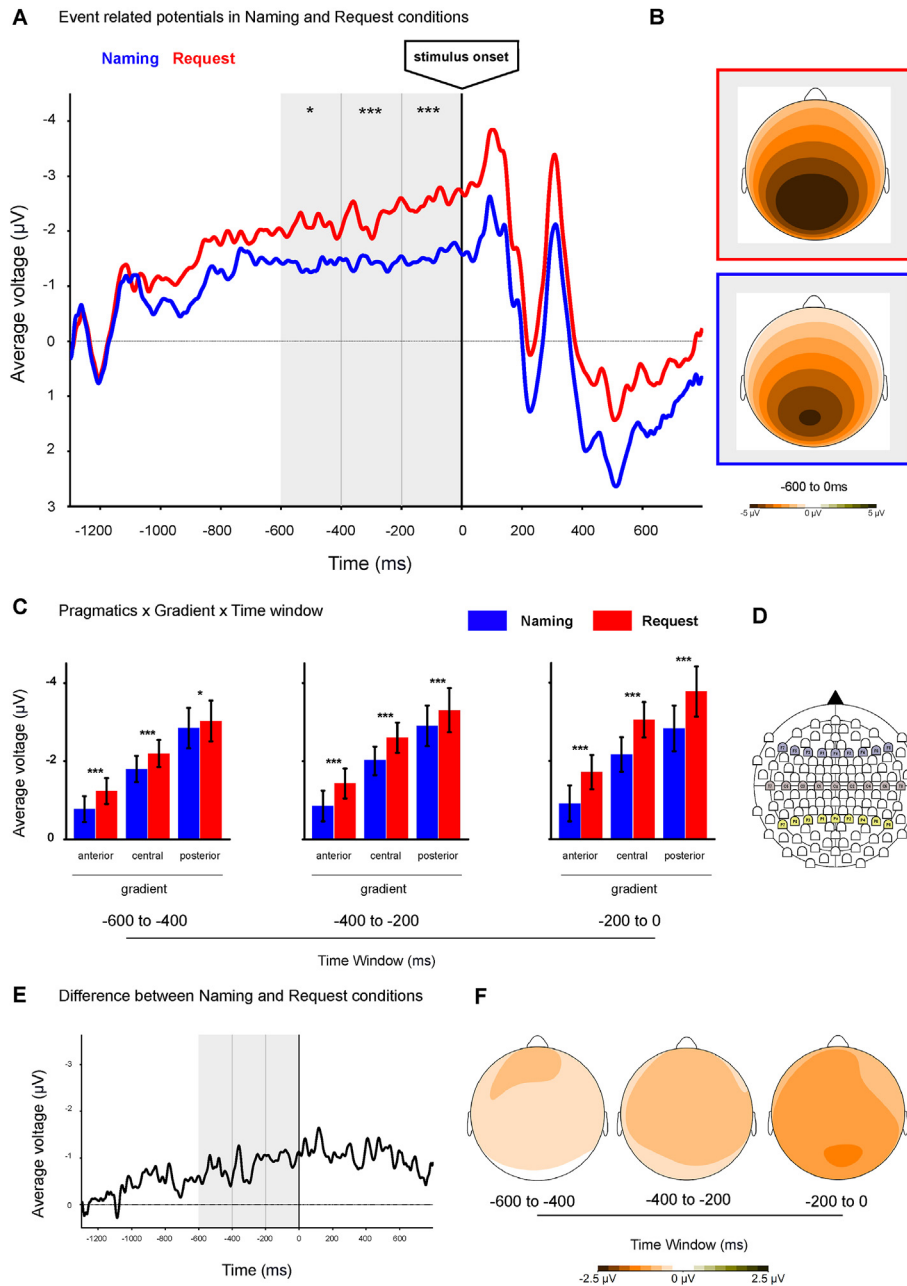 A Event related potentials in Naming and Request conditions
Naming Request
stimulus onset
* *** ***
Average voltage (µV)
-4
-3
-2
-1
0
1
2
3
-1200 -1000 -800 -600 -400 -200 0 200 400 600
Time (ms)
B
-600 to 0ms
-5 µV 0 µV 5 µV
C Pragmatics x Gradient x Time window
Naming Request
Average voltage (µV)
-4
-2
0
*** *** *
*** *** ***
*** *** ***
anterior central posterior
gradient
-600 to -400
anterior central posterior
gradient
-400 to -200
anterior central posterior
gradient
-200 to 0
Time Window (ms)
D
E Difference between Naming and Request conditions
Average voltage (µV)
-3
-2
-1
0
-1200 -1000 -800 -600 -400 -200 0 200 400 600
Time (ms)
F
-600 to -400 -400 to -200 -200 to 0
Time Window (ms)
-2.5 µV 0 µV 2.5 µV